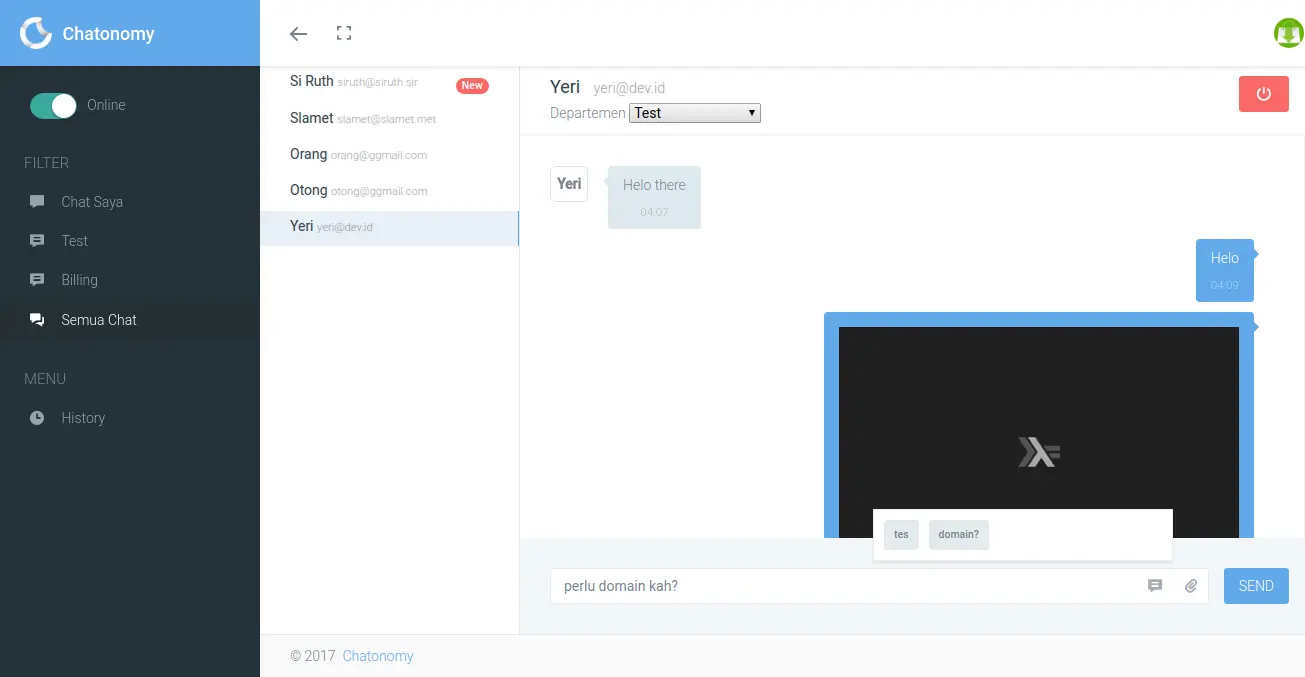 Chatonomy
Online
FILTER
Chat Saya
Test
Billing
Semua Chat
MENU
History
Si Ruth siruth@siruth.sir New
Slamet slamet@slamet.met
Orang orang@ggmail.com
Otong otong@ggmail.com
Yeri yeri@dev.id
Yeri yeri@dev.id
Departemen Test
Yeri
Helo there
04:07
Helo
04:09
tes domain?
perlu domain kah?
SEND
© 2017 Chatonomy